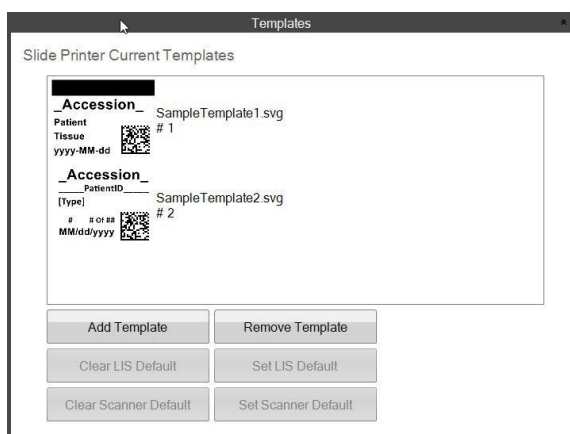 Templates
Slide Printer Current Templates
_Accession_
Patient
Tissue
yyyy-MM-dd
SampleTemplate1.svg
# 1
_Accession_
_____PatientID_____
[Type]
# # Of ##
MM/dd/yyyy
SampleTemplate2.svg
# 2
Add Template
Remove Template
Clear LIS Default
Set LIS Default
Clear Scanner Default
Set Scanner Default